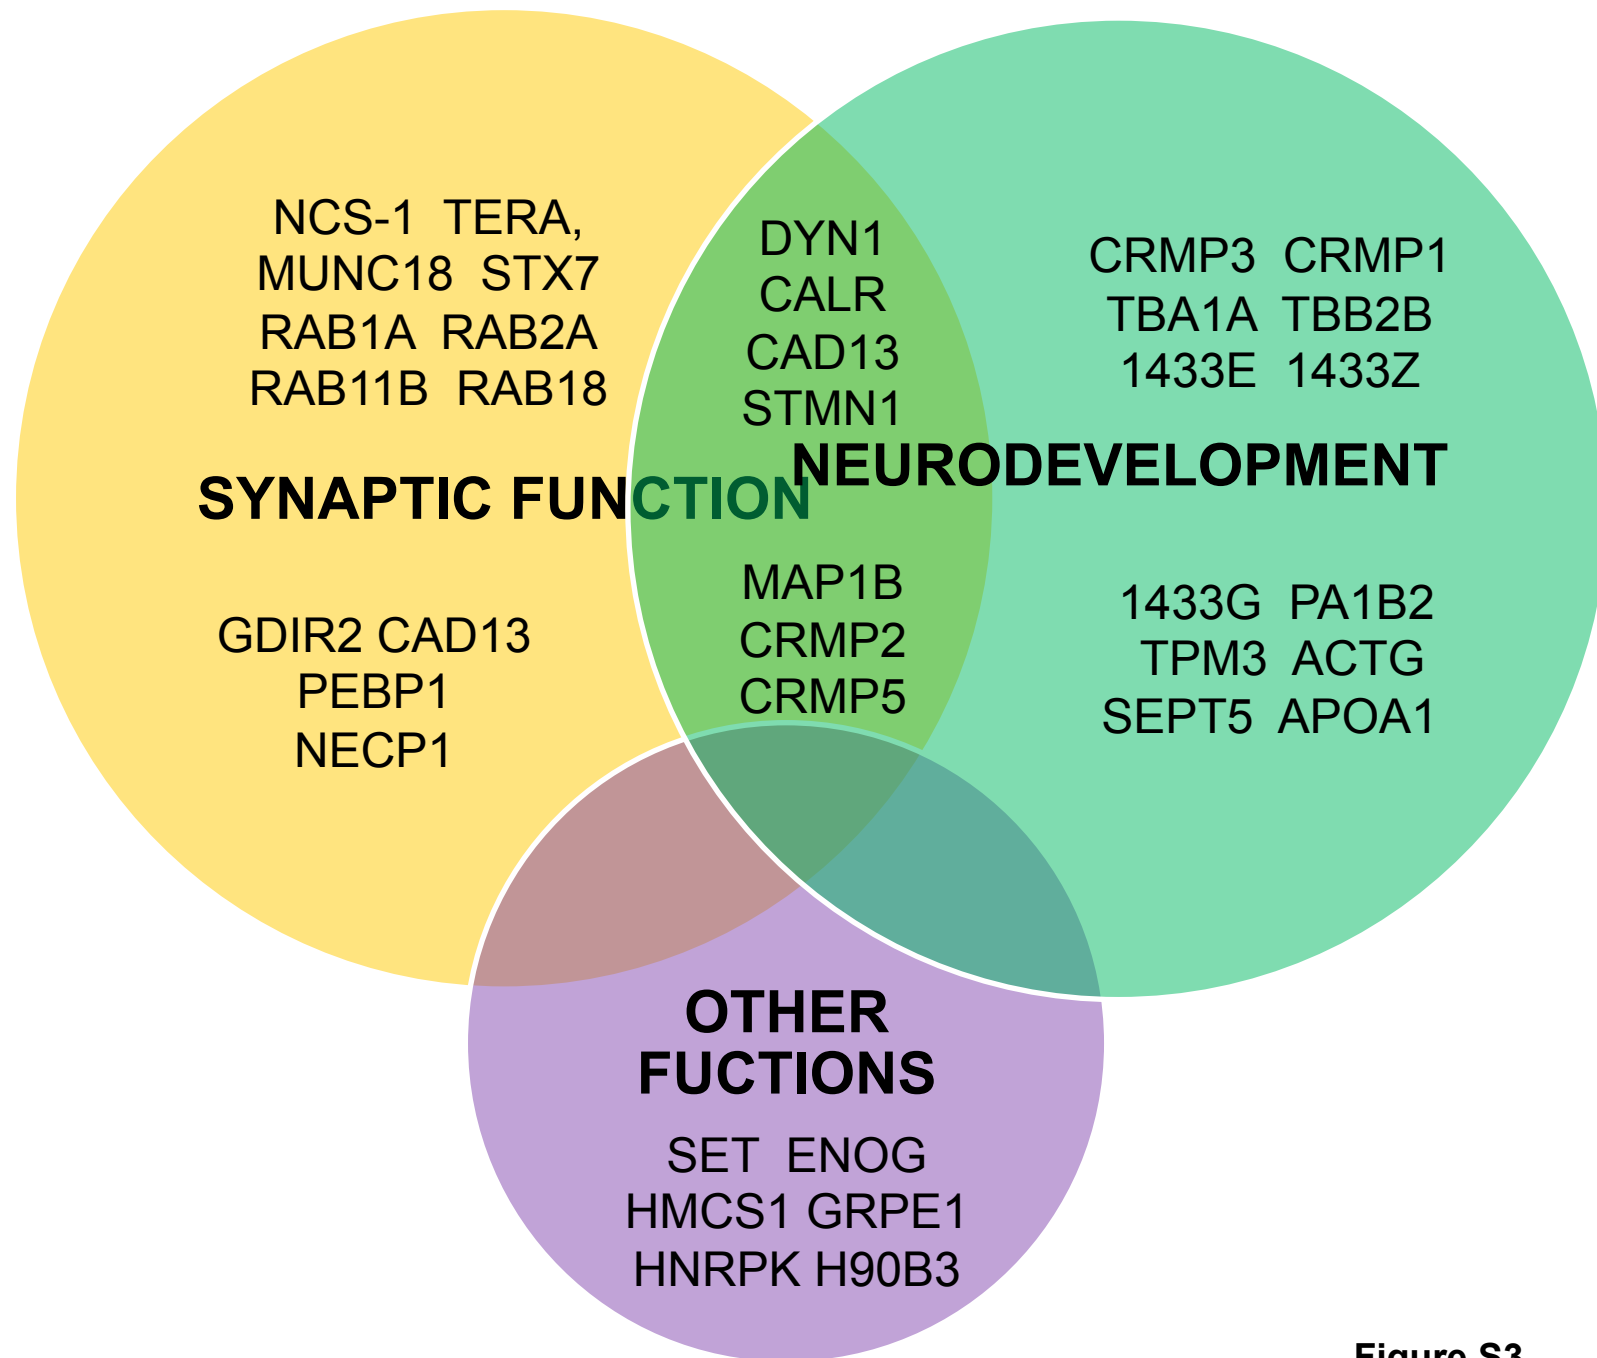 NCS-1 TERA,
MUNC18 STX7
RAB1A RAB2A
RAB11B RAB18
SYNAPTIC FUNCTION
GDIR2 CAD13
PEBP1
NECP1
DYN1
CALR
CAD13
STMN1
MAP1B
CRMP2
CRMP5
CRMP3 CRMP1
TBA1A TBB2B
1433E 1433Z
NEURODEVELOPMENT
1433G PA1B2
TPM3 ACTG
SEPT5 APOA1
OTHER
FUCTIONS
SET ENOG
HMCS1 GRPE1
HNRPK H90B3
Figure S3